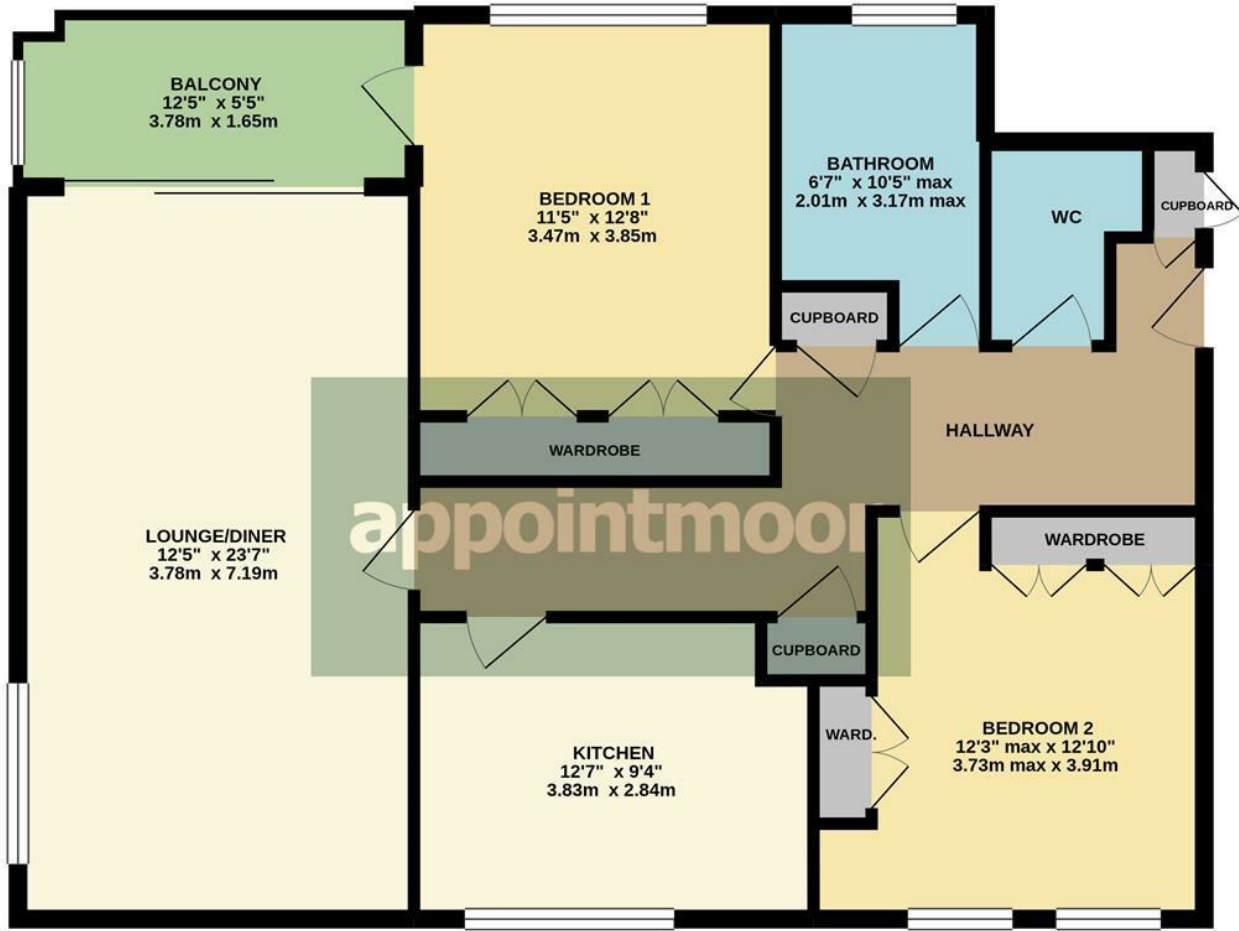 BALCONY
12'5" x 5'5"
3.78m x 1.65m
BEDROOM 1
11'5" x 12'8"
3.47m x 3.85m
BATHROOM
6'7" x 10'5" max
2.01m x 3.17m max
WC
CUPBOARD
CUPBOARD
HALLWAY
WARDROBE
appointmoor
LOUNGE/DINER
12'5" x 23'7"
3.78m x 7.19m
WARDROBE
CUPBOARD
KITCHEN
12'7" x 9'4"
3.83m x 2.84m
WARD.
BEDROOM 2
12'3" max x 12'10"
3.73m max x 3.91m